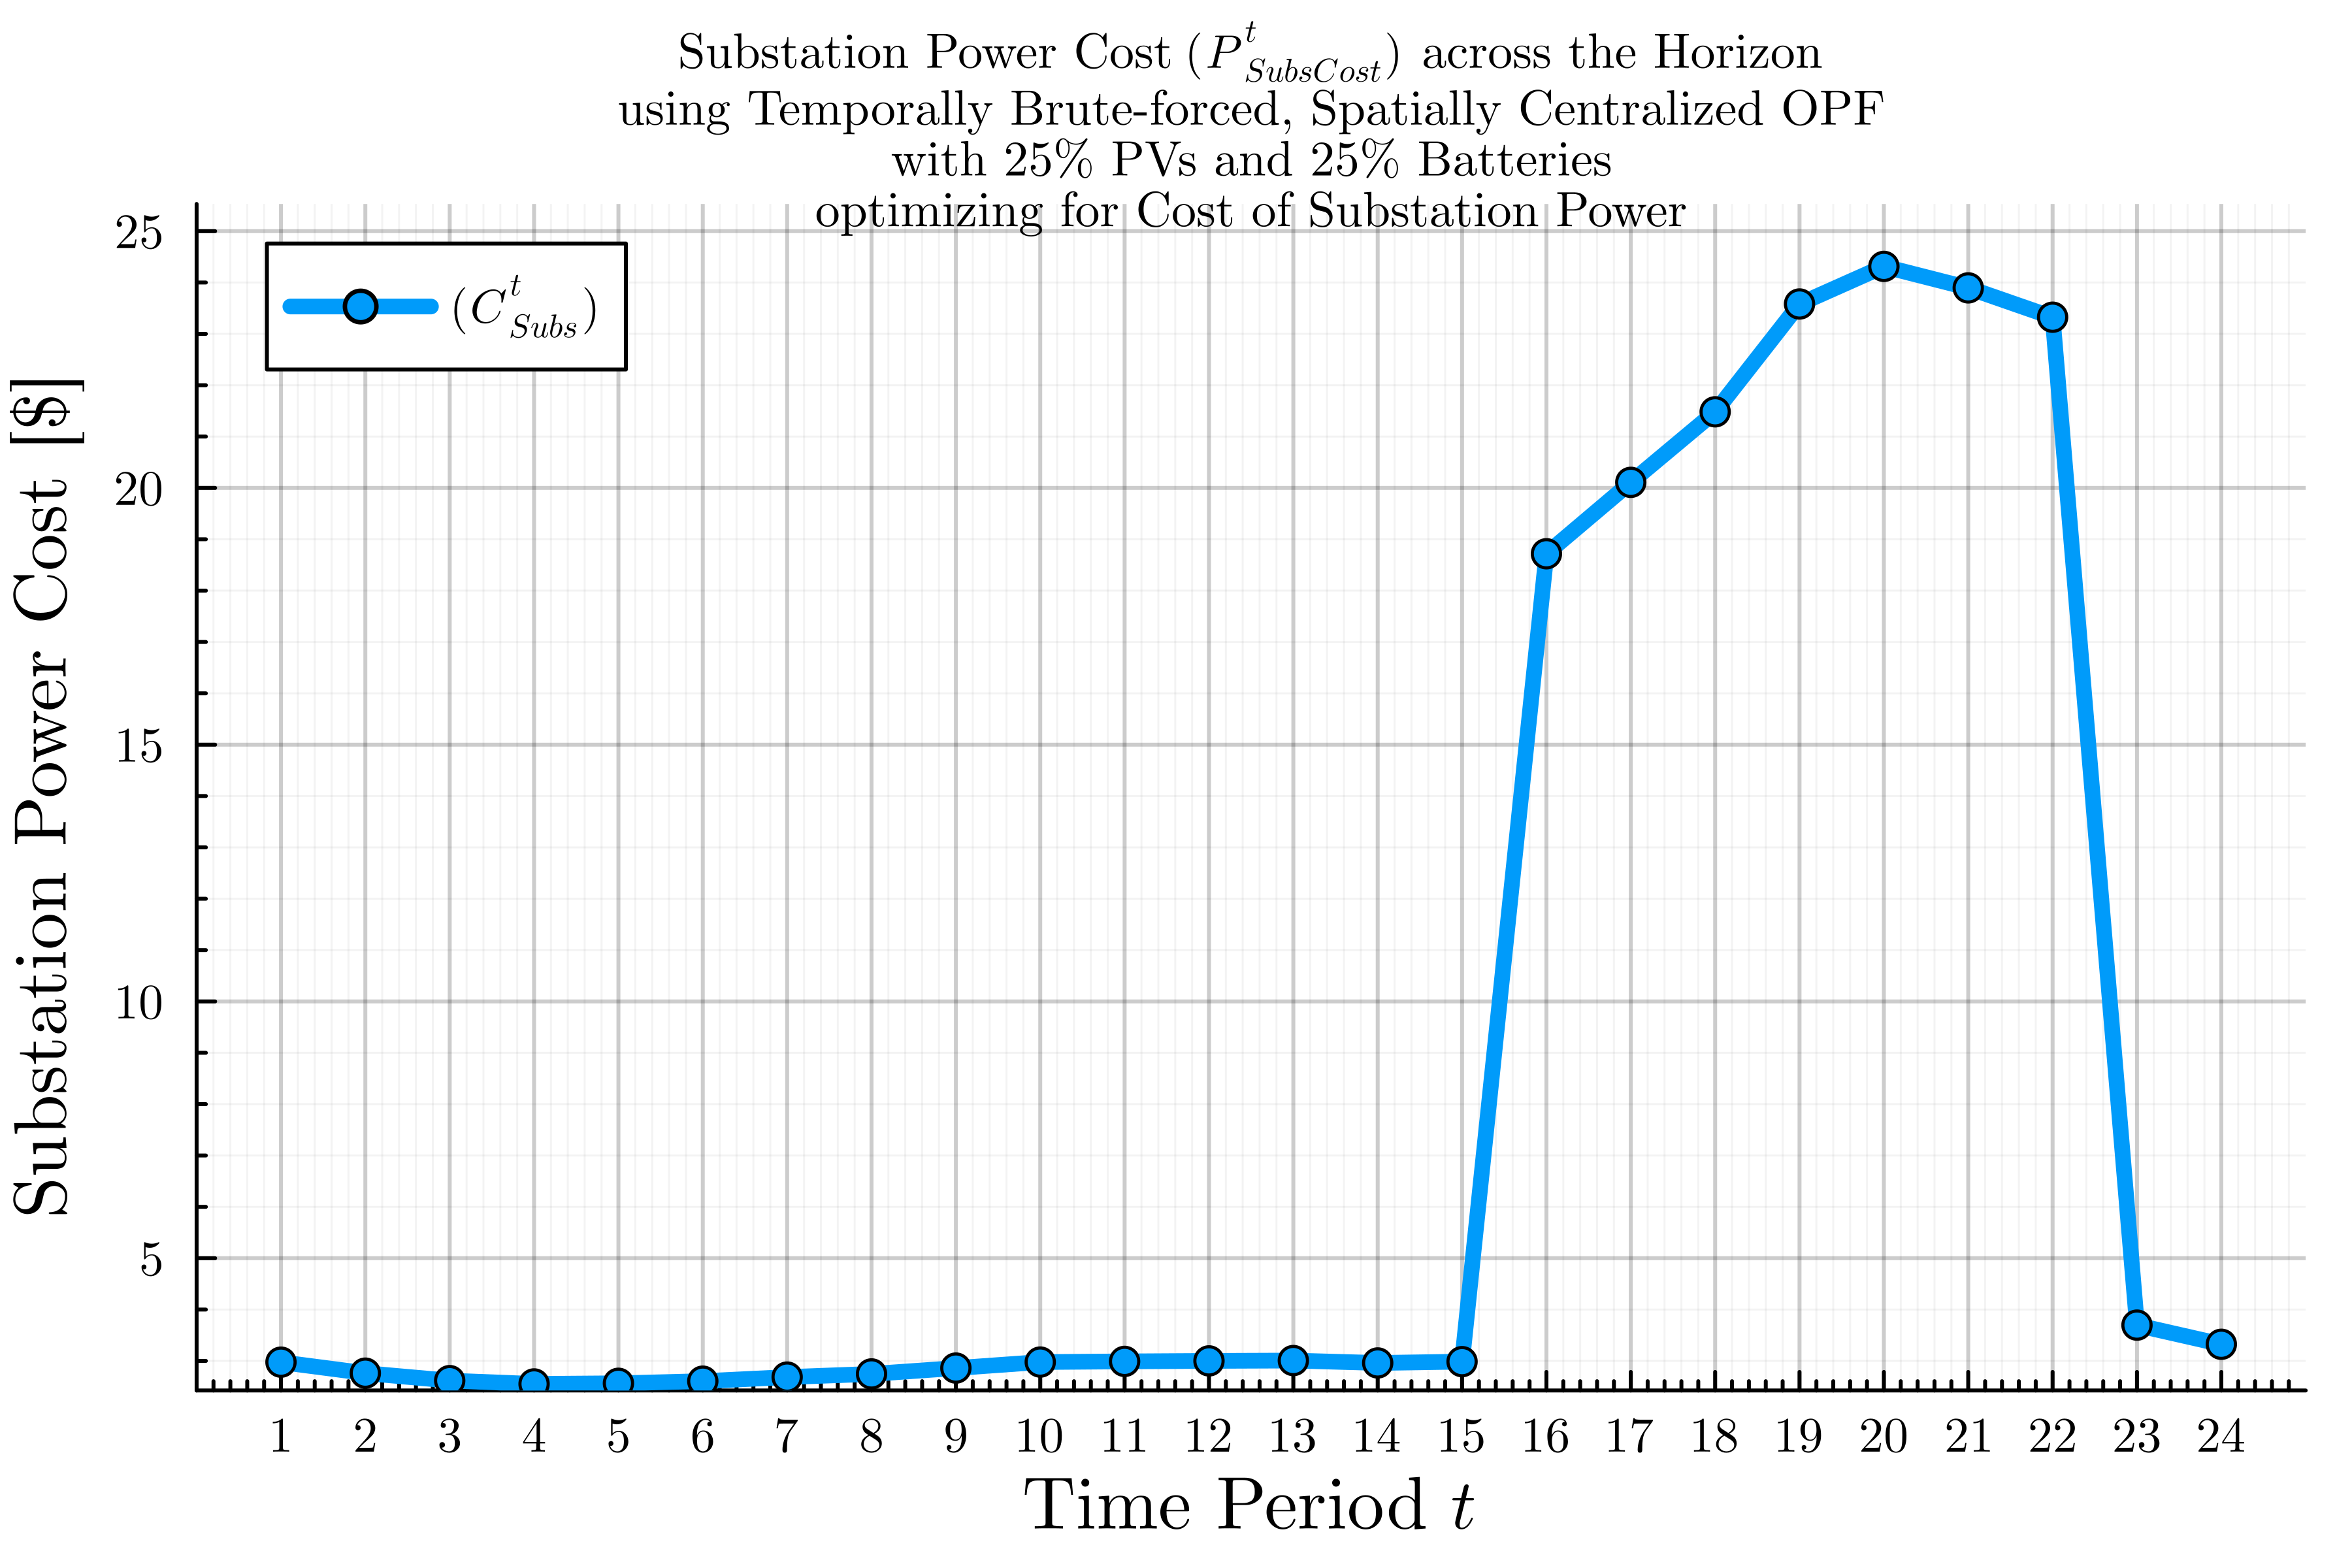 Substation Power Cost (P^t_SubsCost) across the Horizon
using Temporally Brute-forced, Spatially Centralized OPF
with 25% PVs and 25% Batteries
optimizing for Cost of Substation Power
(C^t_Subs)
Substation Power Cost [$]
25
20
15
10
5
1 2 3 4 5 6 7 8 9 10 11 12 13 14 15 16 17 18 19 20 21 22 23 24
Time Period t